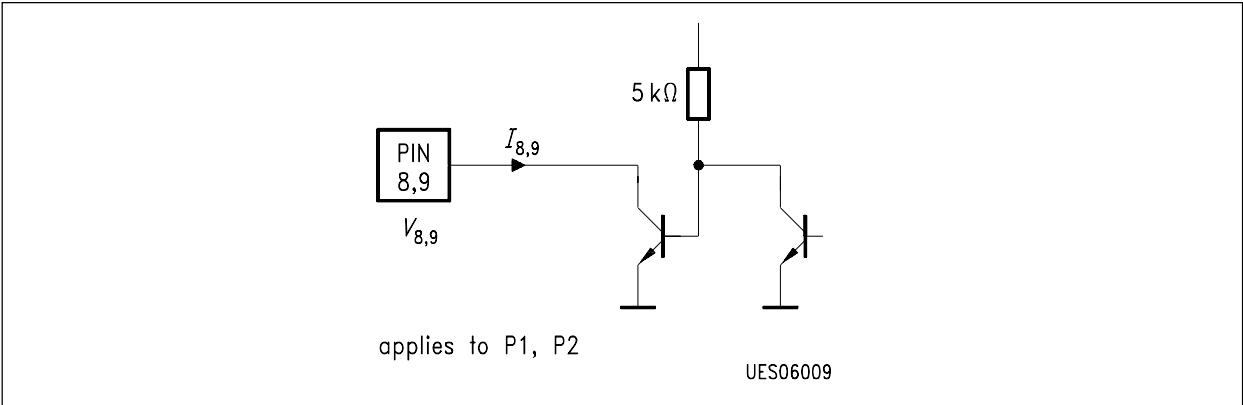 5 kΩ
I8,9
PIN
8,9
V8,9
applies to P1, P2
UES06009